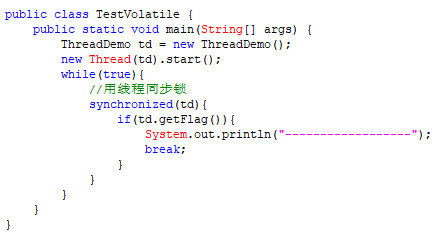 public class TestVolatile {
    public static void main(String[] args) {
        ThreadDemo td = new ThreadDemo();
        new Thread(td).start();
        while(true){
            //用线程同步锁
            synchronized(td){
                if(td.getFlag()){
                    System.out.println("------------------");
                    break;
                }
            }
        }
    }
}